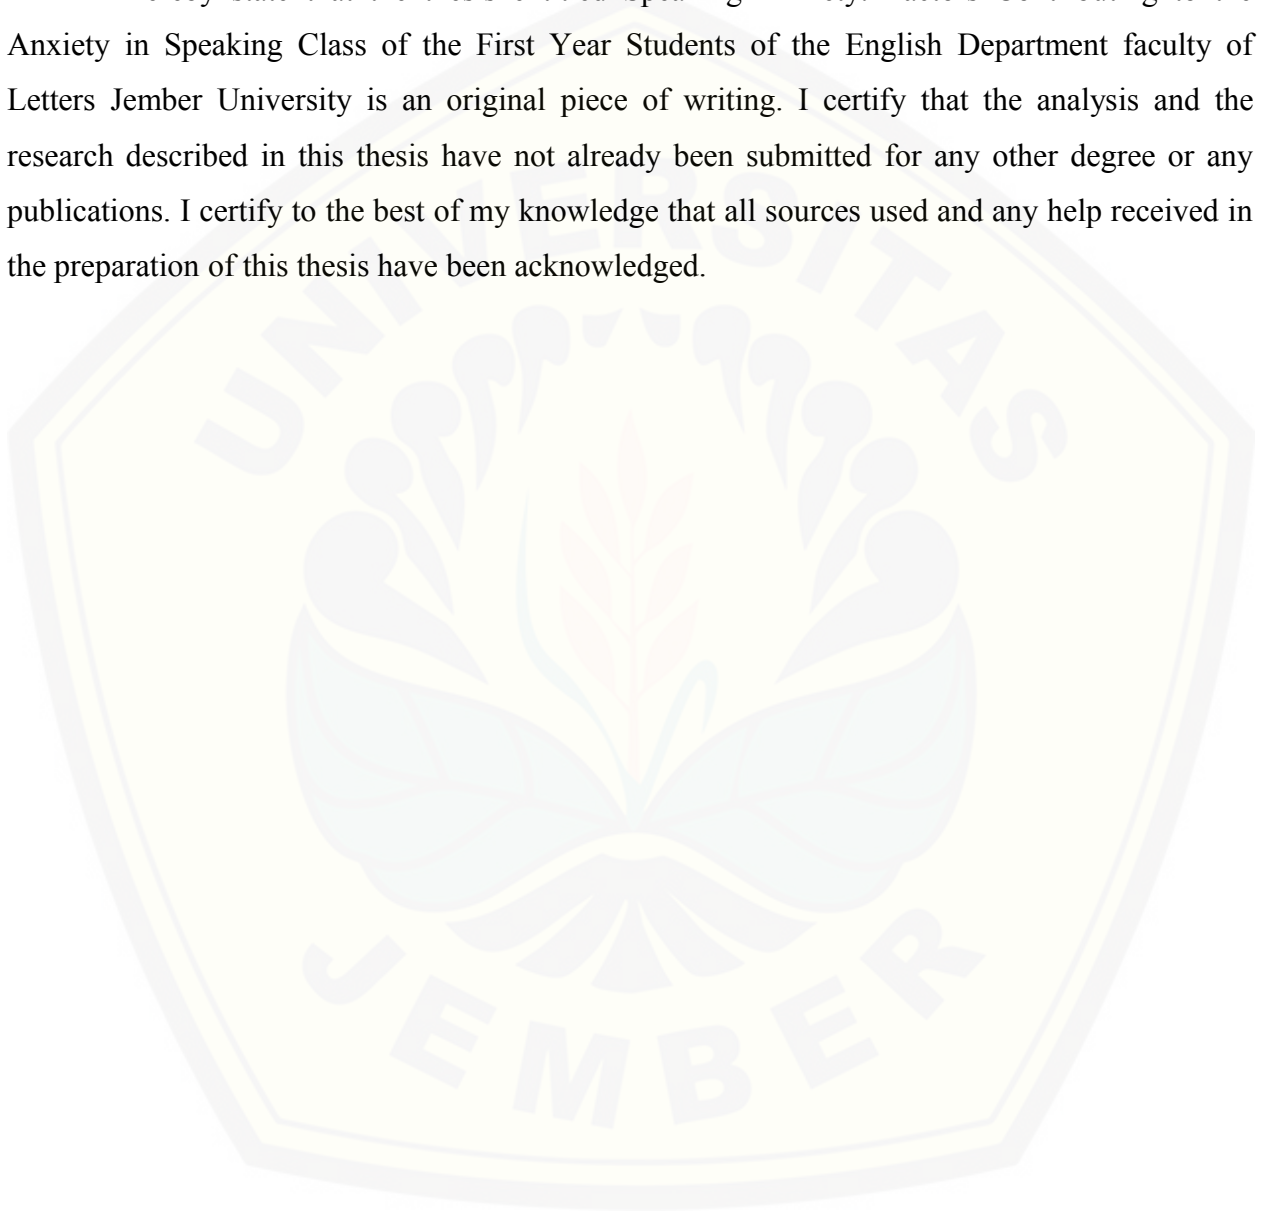 Anxiety in Speaking Class of the First Year Students of the English Department faculty of
Letters Jember University is an original piece of writing. I certify that the analysis and the
research described in this thesis have not already been submitted for any other degree or any
publications. I certify to the best of my knowledge that all sources used and any help received in
the preparation of this thesis have been acknowledged.
UNIVERSITAS
JEMBER